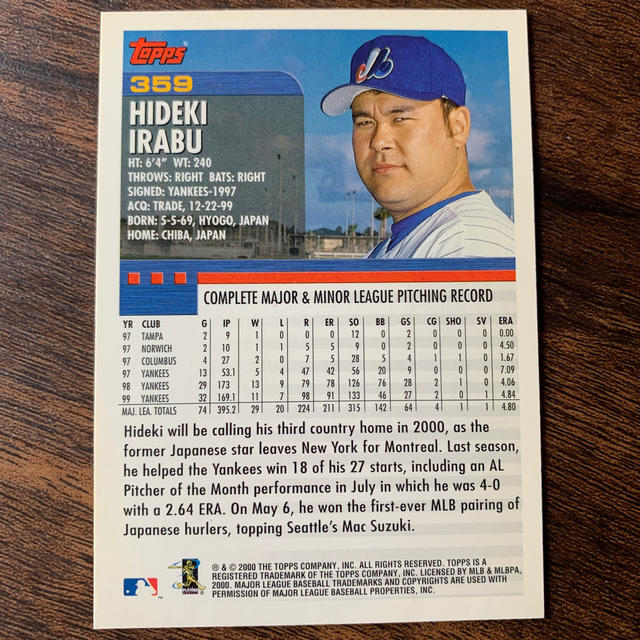 Topps
359
HIDEKI
IRABU
HT: 6'4" WT: 240
THROWS: RIGHT BATS: RIGHT
SIGNED: YANKEES-1997
ACQ: TRADE, 12-22-99
BORN: 5-5-69, HYOGO, JAPAN
HOME: CHIBA, JAPAN
COMPLETE MAJOR & MINOR LEAGUE PITCHING RECORD
YR CLUB G IP W L R ER SO BB GS CG SHO SV ERA
97 TAMPA 2 9 1 0 0 0 12 0 2 0 0 0 0.00
97 NORWICH 2 10 1 1 5 5 9 0 2 0 0 0 4.50
97 COLUMBUS 4 27 2 0 7 5 28 5 4 1 1 0 1.67
97 YANKEES 13 53.1 5 4 47 42 56 20 9 0 0 0 7.09
98 YANKEES 29 173 13 9 79 78 126 76 28 2 1 0 4.06
99 YANKEES 32 169.1 11 7 98 91 133 46 27 2 1 0 4.84
MAJ. LEA. TOTALS 74 395.2 29 20 224 211 315 142 64 4 1 1 4.80
Hideki will be calling his third country home in 2000, as the
former Japanese star leaves New York for Montreal. Last season,
he helped the Yankees win 18 of his 27 starts, including an AL
Pitcher of the Month performance in July in which he was 4-0
with a 2.64 ERA. On May 6, he won the first-ever MLB pairing of
Japanese hurlers, topping Seattle's Mac Suzuki.
® & © 2000 THE TOPPS COMPANY, INC. ALL RIGHTS RESERVED. TOPPS IS A
REGISTERED TRADEMARK OF THE TOPPS COMPANY, INC. LICENSED BY MLB & MLBPA,
2000. MAJOR LEAGUE BASEBALL TRADEMARKS AND COPYRIGHTS ARE USED WITH
PERMISSION OF MAJOR LEAGUE BASEBALL PROPERTIES, INC.